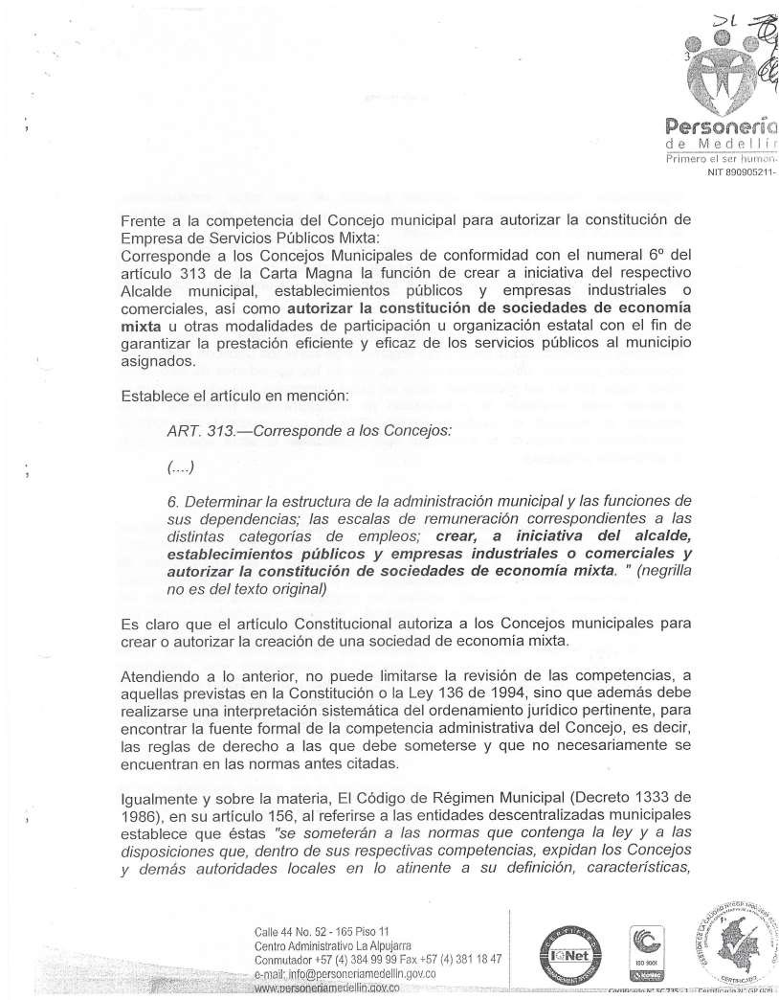 3
Personería
de Medellín
Primero el ser human
NIT 890905211-
Frente a la competencia del Concejo municipal para autorizar la constitución de
Empresa de Servicios Públicos Mixta:
Corresponde a los Concejos Municipales de conformidad con el numeral 6º del
artículo 313 de la Carta Magna la función de crear a iniciativa del respectivo
Alcalde municipal, establecimientos públicos y empresas industriales o
comerciales, así como autorizar la constitución de sociedades de economía
mixta u otras modalidades de participación u organización estatal con el fin de
garantizar la prestación eficiente y eficaz de los servicios públicos al municipio
asignados.
Establece el artículo en mención:
ART. 313.—Corresponde a los Concejos:
(....)
6. Determinar la estructura de la administración municipal y las funciones de
sus dependencias; las escalas de remuneración correspondientes a las
distintas categorías de empleos; crear, a iniciativa del alcalde,
establecimientos públicos y empresas industriales o comerciales y
autorizar la constitución de sociedades de economía mixta. " (negrilla
no es del texto original)
Es claro que el artículo Constitucional autoriza a los Concejos municipales para
crear o autorizar la creación de una sociedad de economía mixta.
Atendiendo a lo anterior, no puede limitarse la revisión de las competencias, a
aquellas previstas en la Constitución o la Ley 136 de 1994, sino que además debe
realizarse una interpretación sistemática del ordenamiento jurídico pertinente, para
encontrar la fuente formal de la competencia administrativa del Concejo, es decir,
las reglas de derecho a las que debe someterse y que no necesariamente se
encuentran en las normas antes citadas.
Igualmente y sobre la materia, El Código de Régimen Municipal (Decreto 1333 de
1986), en su artículo 156, al referirse a las entidades descentralizadas municipales
establece que éstas "se someterán a las normas que contenga la ley y a las
disposiciones que, dentro de sus respectivas competencias, expidan los Concejos
y demás autoridades locales en lo atinente a su definición, características,
Calle 44 No. 52 - 165 Piso 11
Centro Administrativo La Alpujarra
Conmutador +57 (4) 384 99 99 Fax +57 (4) 381 18 47
e-mail: info@personeriamedellin.gov.co
www.personeriamedellin.gov.co
CERTIFIED
IQNet
MANAGEMENT SYSTEM
ISO 9001
icontec
CERTIFICADO
Certificado N° SC 735 - 1